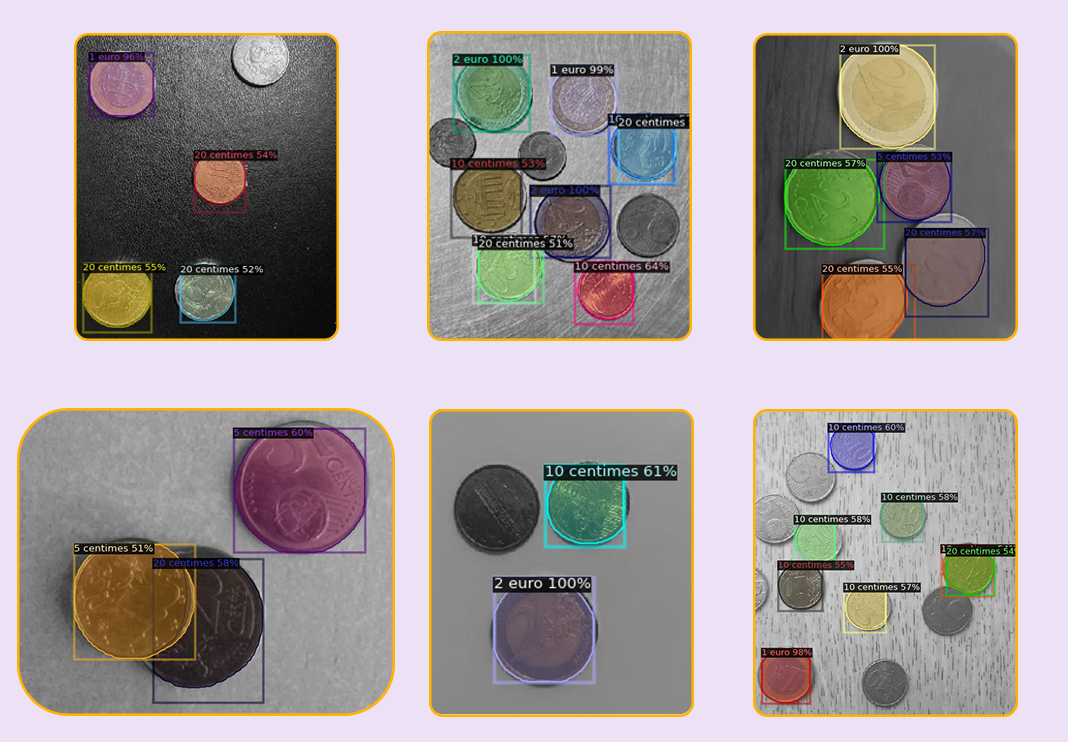 1 euro 96%
20 centimes 54%
20 centimes 55%
20 centimes 52%
2 euro 100%
1 euro 99%
20 centimes
10 centimes 53%
2 euro 100%
20 centimes 51%
10 centimes 64%
2 euro 100%
20 centimes 57%
5 centimes 53%
20 centimes 57%
20 centimes 55%
5 centimes 60%
5 centimes 51%
20 centimes 58%
10 centimes 61%
2 euro 100%
10 centimes 60%
10 centimes 58%
10 centimes 58%
20 centimes 54%
10 centimes 55%
10 centimes 57%
1 euro 98%